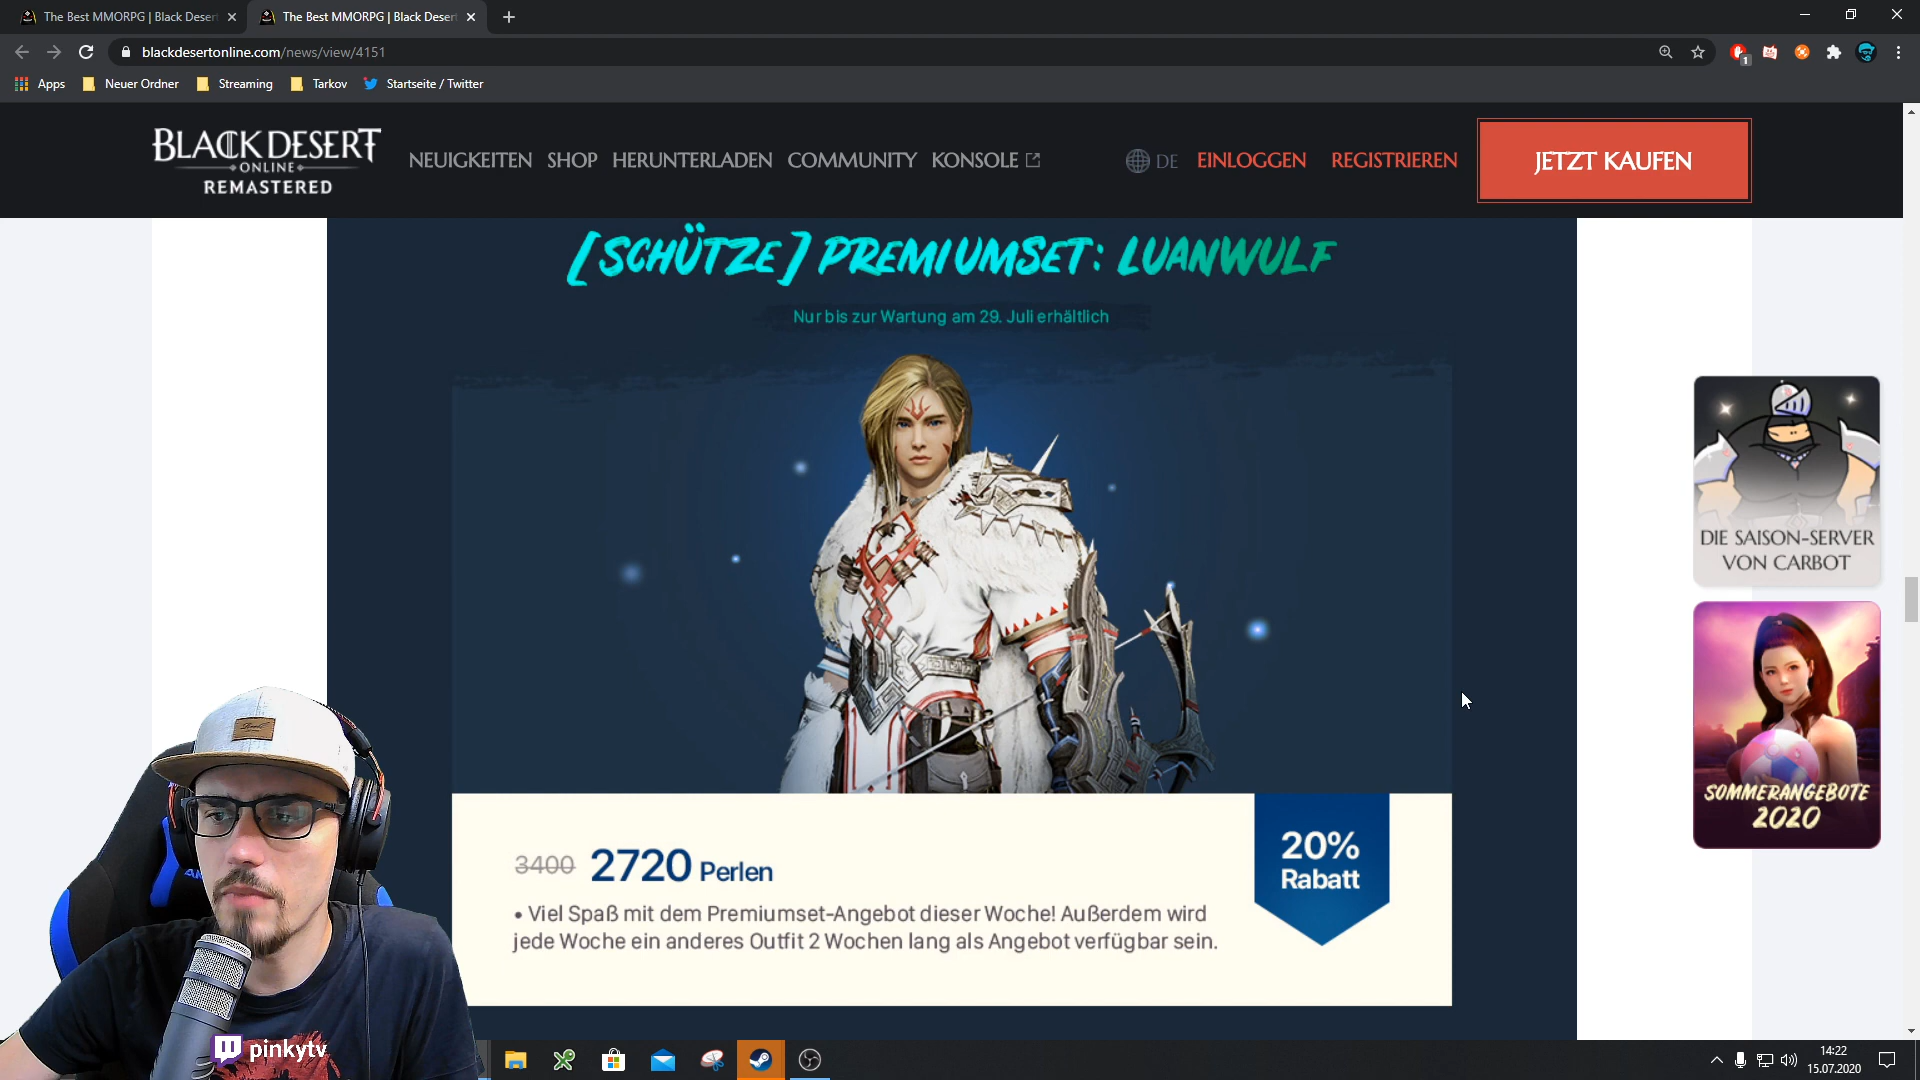 The Best MMORPG | Black Desert
The Best MMORPG | Black Desert
blackdesertonline.com/news/view/4151
1
Apps
Neuer Ordner
Streaming
Tarkov
Startseite / Twitter
BLACK DESERT
ONLINE
REMASTERED
NEUIGKEITEN
SHOP
HERUNTERLADEN
COMMUNITY
KONSOLE
DE
EINLOGGEN
REGISTRIEREN
JETZT KAUFEN
[SCHÜTZE] PREMIUMSET: LUANWULF
Nur bis zur Wartung am 29. Juli erhältlich
DIE SAISON-SERVER
VON CARBOT
SOMMERANGEBOTE
2020
3400 2720 Perlen
20%
Rabatt
• Viel Spaß mit dem Premiumset-Angebot dieser Woche! Außerdem wird
jede Woche ein anderes Outfit 2 Wochen lang als Angebot verfügbar sein.
pinkytv
14:22
15.07.2020